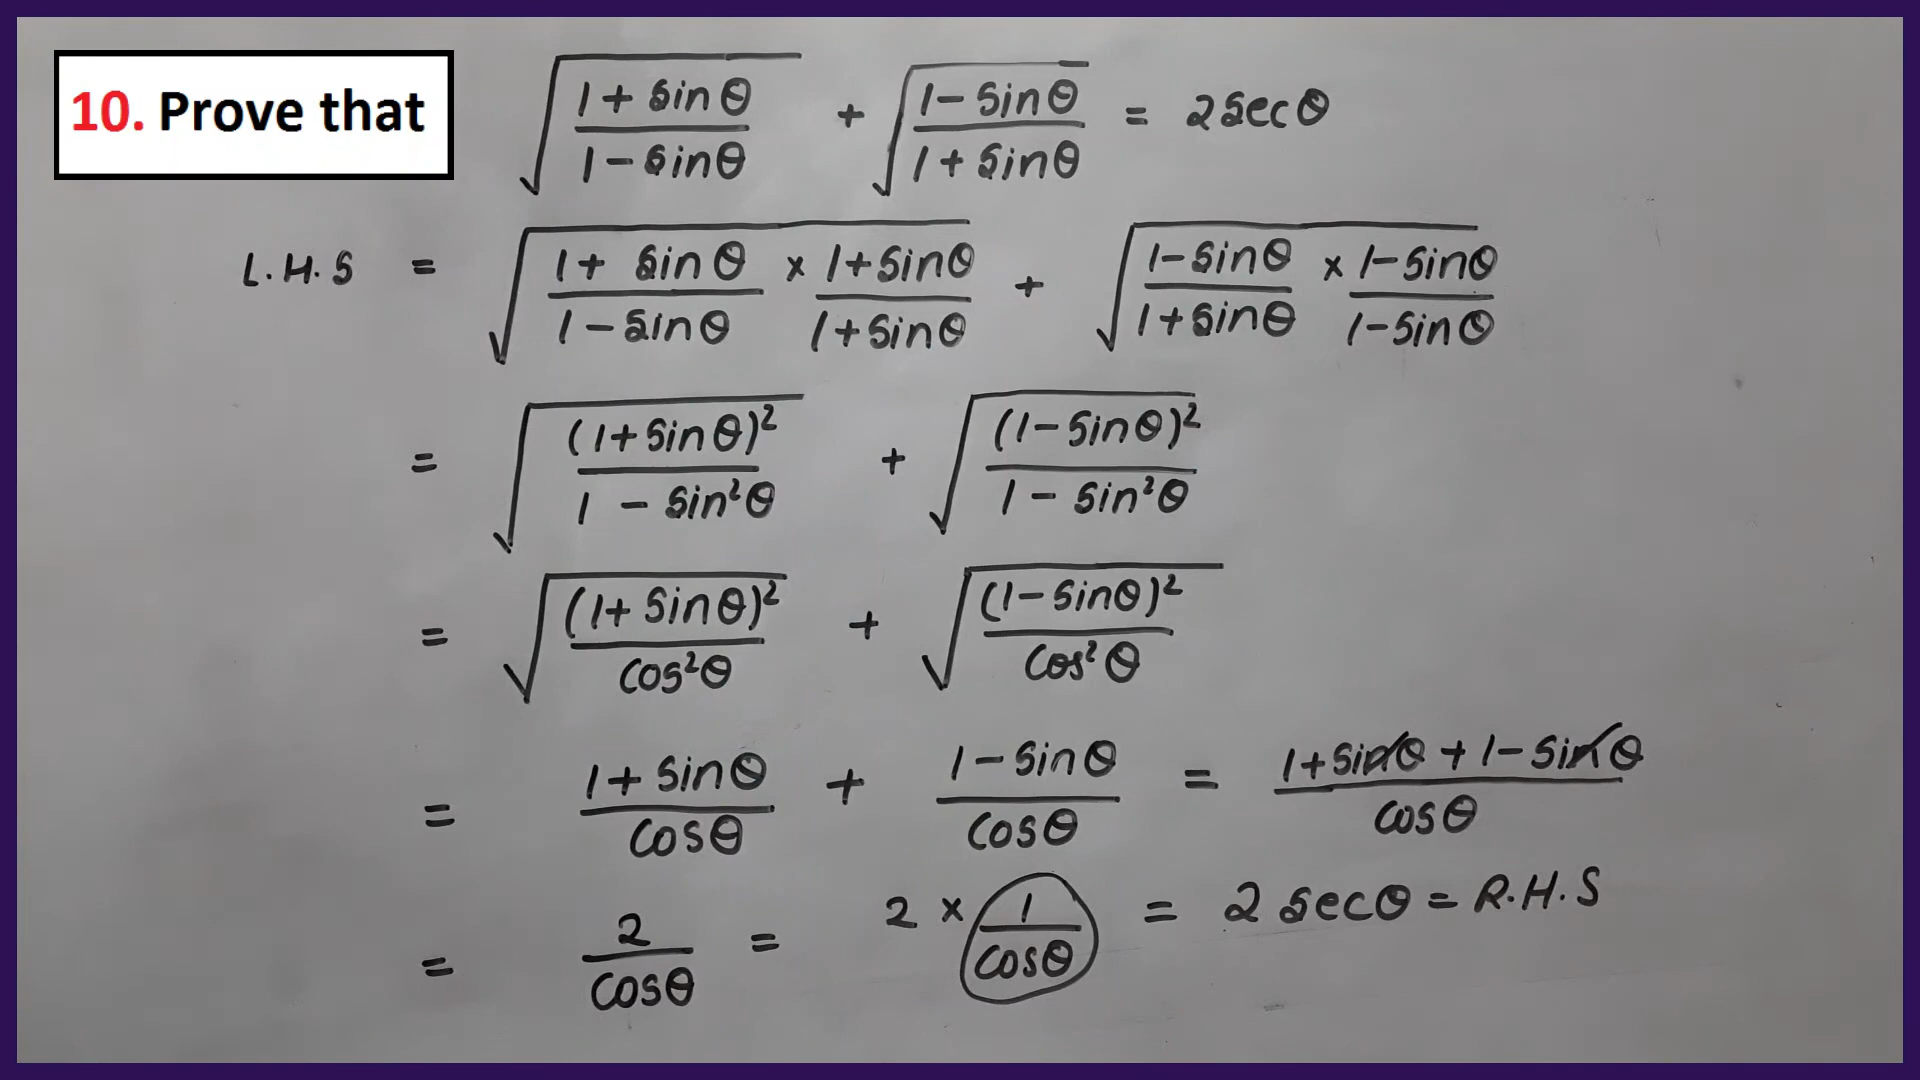 10. Prove that √((1 + sinθ)/(1 − sinθ)) + √((1 − sinθ)/(1 + sinθ)) = 2secθ
L.H.S = √((1 + sinθ)/(1 − sinθ) × (1 + sinθ)/(1 + sinθ)) + √((1 − sinθ)/(1 + sinθ) × (1 − sinθ)/(1 − sinθ))
= √((1 + sinθ)²/(1 − sin²θ)) + √((1 − sinθ)²/(1 − sin²θ))
= √((1 + sinθ)²/cos²θ) + √((1 − sinθ)²/cos²θ)
= (1 + sinθ)/cosθ + (1 − sinθ)/cosθ = (1 + sinθ + 1 − sinθ)/cosθ
= 2/cosθ = 2 × 1/cosθ = 2 secθ = R.H.S